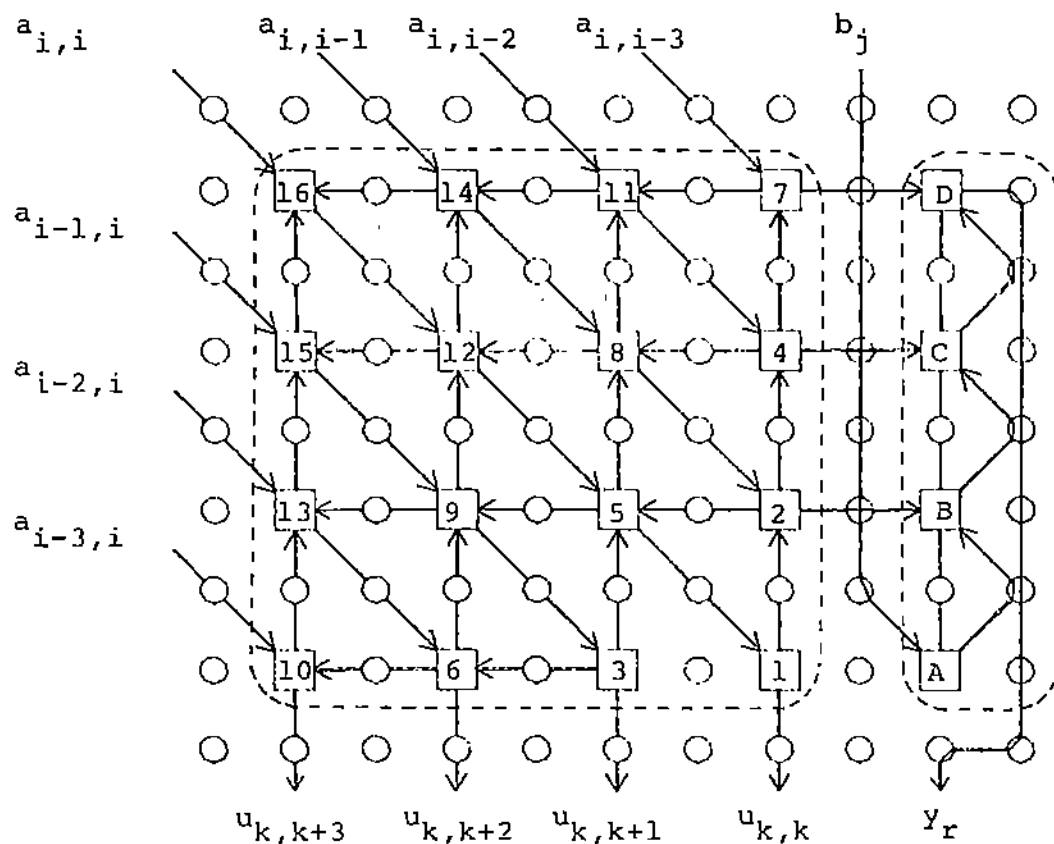 a_{i,i} a_{i,i-1} a_{i,i-2} a_{i,i-3} b_j
16 14 11 7 D
a_{i-1,i}
15 12 8 4 C
a_{i-2,i}
13 9 5 2 B
a_{i-3,i}
10 6 3 1 A
u_{k,k+3} u_{k,k+2} u_{k,k+1} u_{k,k} y_r